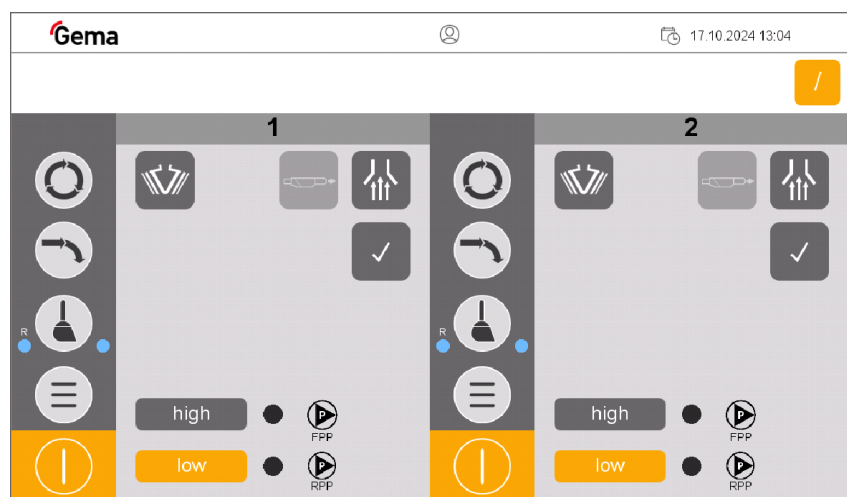 Gema
17.10.2024 13:04
/
1
2
R
R
high
P
FPP
high
P
FPP
low
P
RPP
low
P
RPP